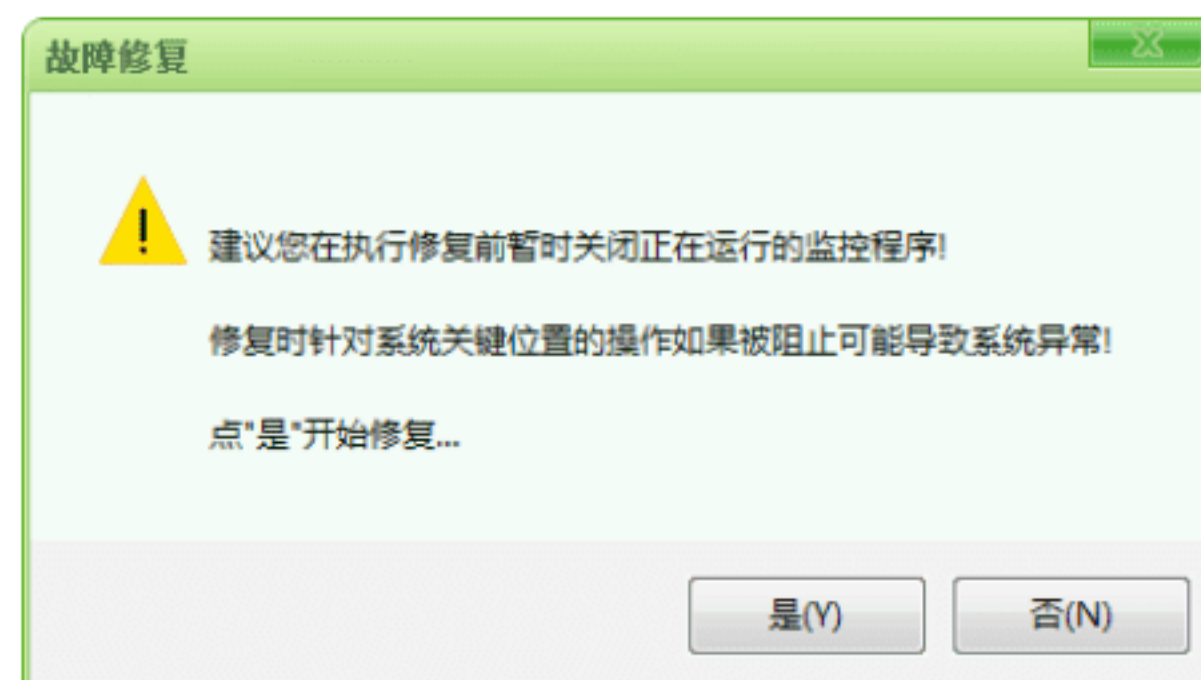 故障修复
建议您在执行修复前暂时关闭正在运行的监控程序!
修复时针对系统关键位置的操作如果被阻止可能导致系统异常!
点"是"开始修复...
是(Y)
否(N)